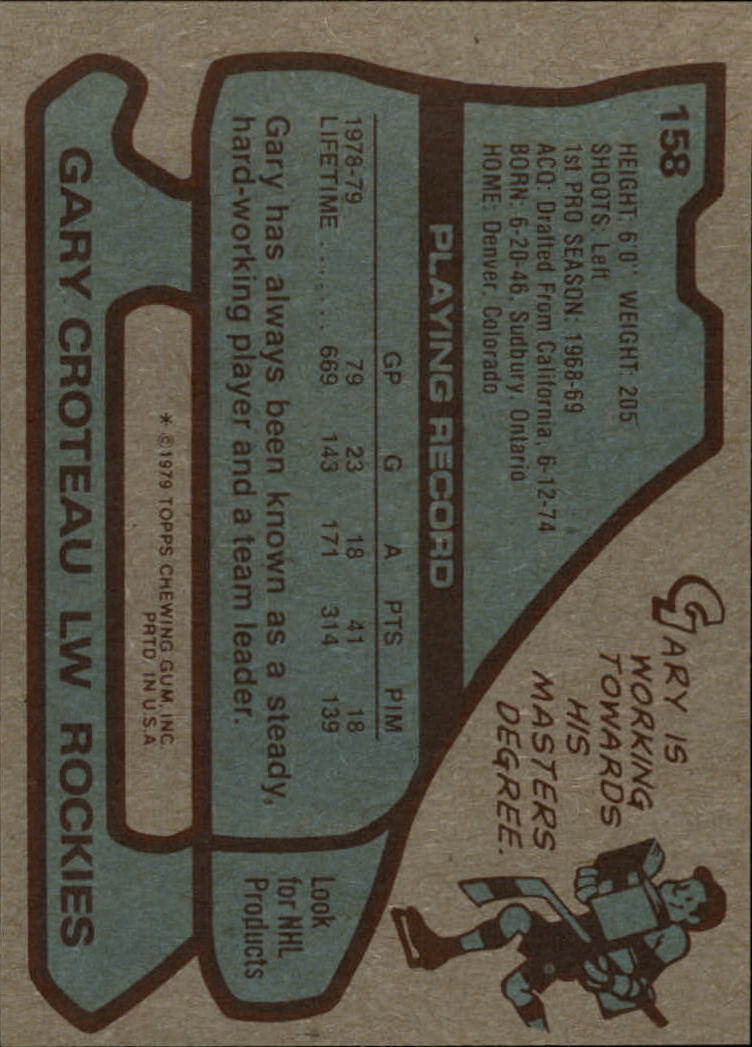 158
HEIGHT: 6'0" WEIGHT: 205
SHOOTS: Left
1st PRO SEASON: 1968-69
ACQ: Drafted From California, 6-12-74
BORN: 6-20-46, Sudbury, Ontario
HOME: Denver, Colorado
GARY IS
WORKING
TOWARDS
HIS
MASTERS
DEGREE.
PLAYING RECORD
GP G A PTS PIM
1978-79 79 23 18 41 18
LIFETIME ....... 669 143 171 314 139
Gary has always been known as a steady,
hard-working player and a team leader.
Look
for NHL
Products
* ©1979 TOPPS CHEWING GUM, INC.
PRTD. IN U.S.A.
GARY CROTEAU LW ROCKIES